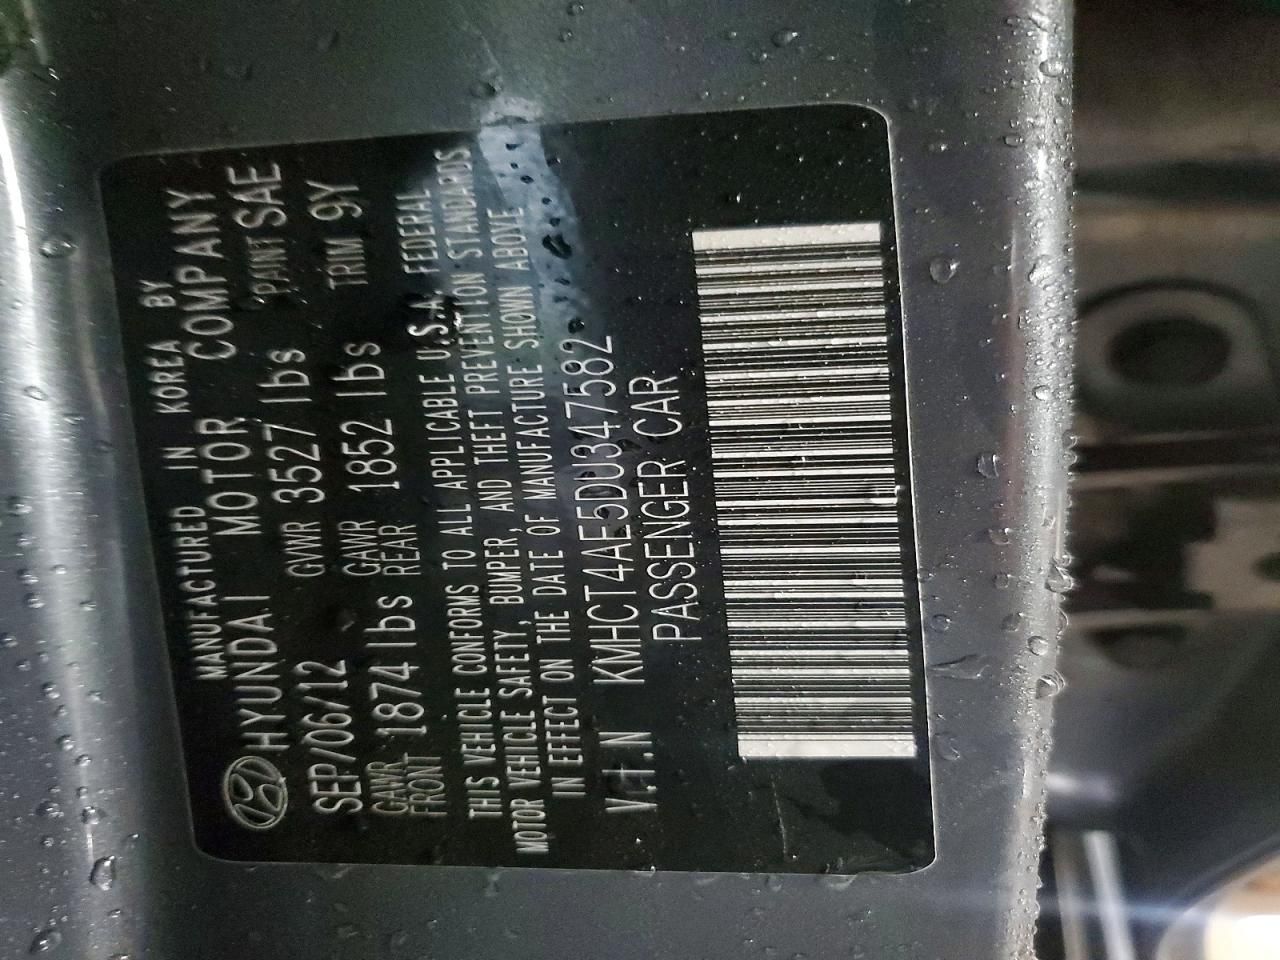 MANUFACTURED IN KOREA BY
HYUNDAI MOTOR COMPANY
SEP/06/12 GVWR 3527 lbs PAINT SAE
GAWR FRONT 1874 lbs GAWR REAR 1852 lbs TRIM 9Y
THIS VEHICLE CONFORMS TO ALL APPLICABLE U.S.A FEDERAL
MOTOR VEHICLE SAFETY, BUMPER, AND THEFT PREVENTION STANDARDS
IN EFFECT ON THE DATE OF MANUFACTURE SHOWN ABOVE
V.I.N KMHCT4AE5DU347582
PASSENGER CAR